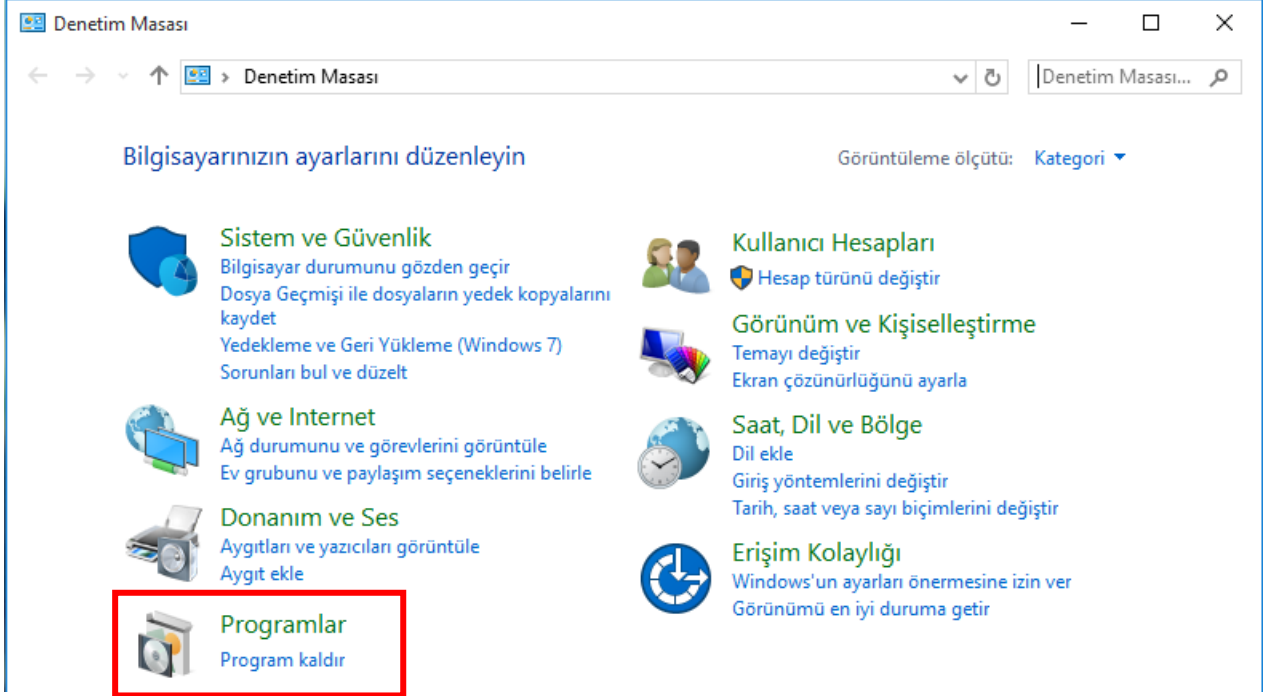 Denetim Masası
Denetim Masası
Denetim Masası...
Bilgisayarınızın ayarlarını düzenleyin
Görüntüleme ölçütü: Kategori
Sistem ve Güvenlik
Bilgisayar durumunu gözden geçir
Dosya Geçmişi ile dosyaların yedek kopyalarını
kaydet
Yedekleme ve Geri Yükleme (Windows 7)
Sorunları bul ve düzelt
Ağ ve Internet
Ağ durumunu ve görevlerini görüntüle
Ev grubunu ve paylaşım seçeneklerini belirle
Donanım ve Ses
Aygıtları ve yazıcıları görüntüle
Aygıt ekle
Programlar
Program kaldır
Kullanıcı Hesapları
Hesap türünü değiştir
Görünüm ve Kişiselleştirme
Temayı değiştir
Ekran çözünürlüğünü ayarla
Saat, Dil ve Bölge
Dil ekle
Giriş yöntemlerini değiştir
Tarih, saat veya sayı biçimlerini değiştir
Erişim Kolaylığı
Windows'un ayarları önermesine izin ver
Görünümü en iyi duruma getir